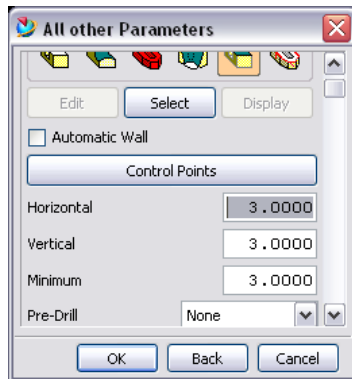 All other Parameters
Edit Select Display
Automatic Wall
Control Points
Horizontal 3.0000
Vertical 3.0000
Minimum 3.0000
Pre-Drill None
OK Back Cancel